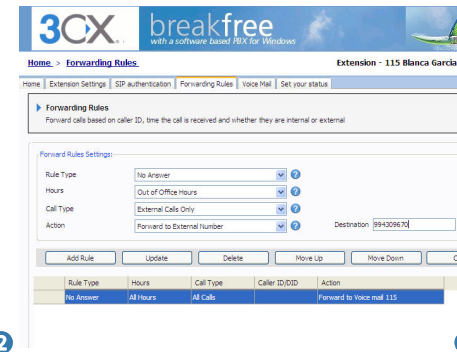 3CX
breakfree
with a software based PBX for Windows
Home > Forwarding Rules
Extension - 115 Blanca Garcia
Home Extension Settings SIP authentication Forwarding Rules Voice Mail Set your status
Forwarding Rules
Forward calls based on caller ID, time the call is received and whether they are internal or external
Forward Rules Settings:
Rule Type No Answer ?
Hours Out of Office Hours ?
Call Type External Calls Only ?
Action Forward to External Number ? Destination 994309670
Add Rule Update Delete Move Up Move Down C
Rule Type Hours Call Type Caller ID/DID Action
No Answer All Hours All Calls Forward to Voice mail 115
2